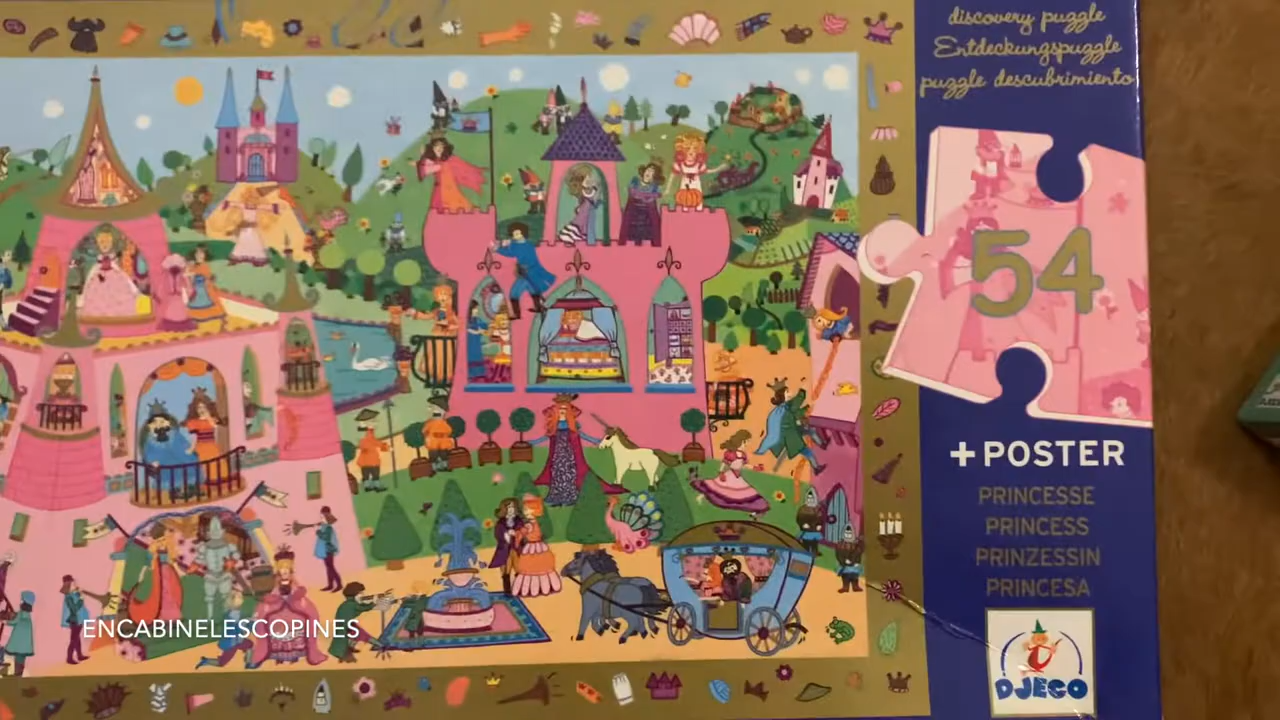 discovery puzzle
Entdeckungspuzzle
puzzle descubrimiento
54
+ POSTER
PRINCESSE
PRINCESS
PRINZESSIN
PRINCESA
DJECO
ENCABINELESCOPINES